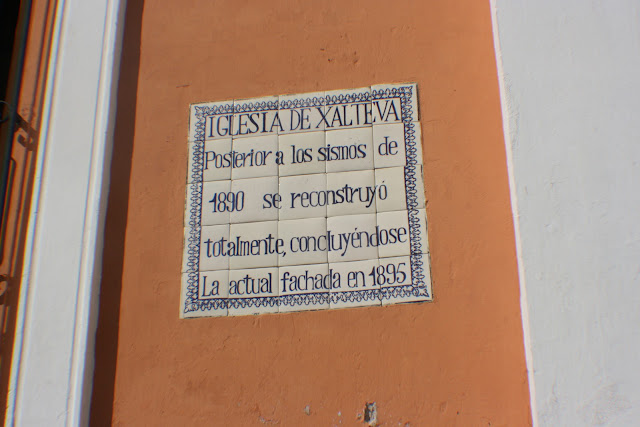 IGLESIA DE XALTEVA
Posterior a los sismos de
1890 se reconstruyó
totalmente, concluyéndose
La actual fachada en 1895